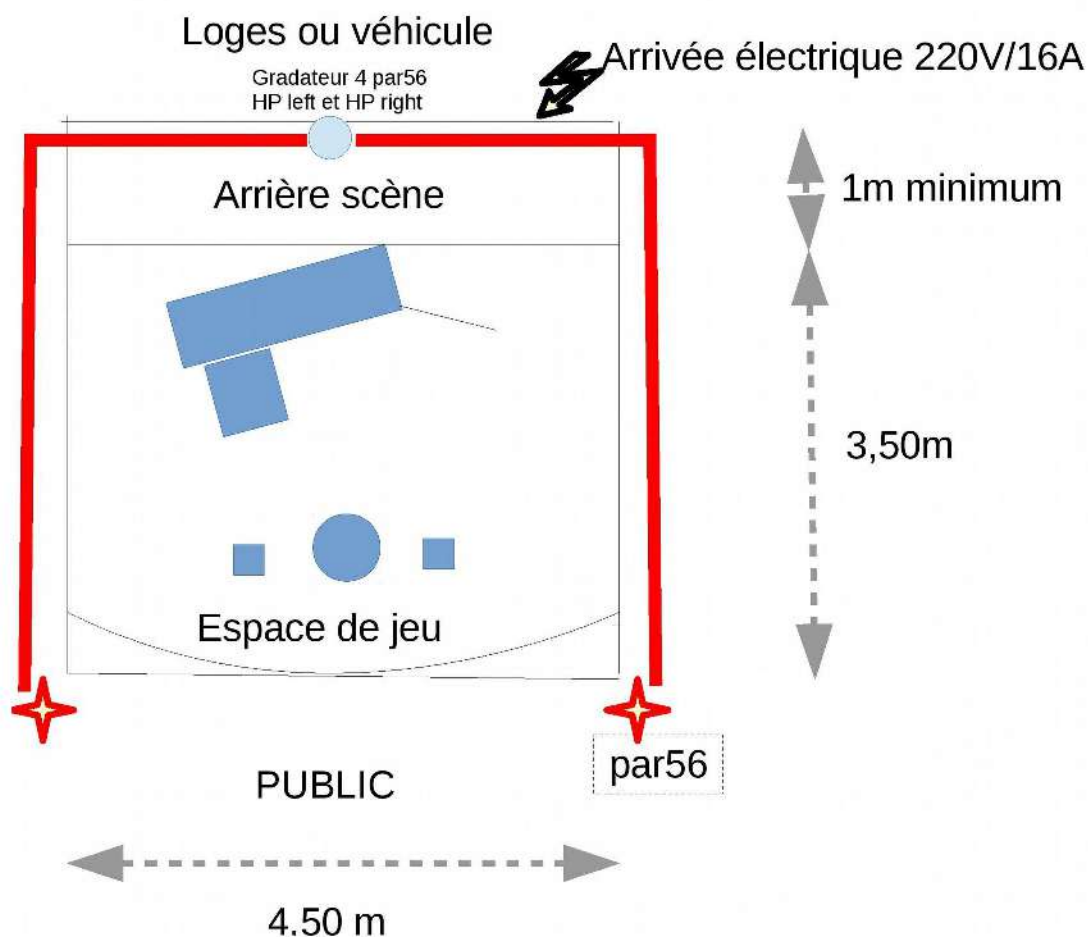 Loges ou véhicule
Arrivée électrique 220V/16A
Gradateur 4 par56
HP left et HP right
Arrière scène
1m minimum
3,50m
Espace de jeu
par56
PUBLIC
4.50 m